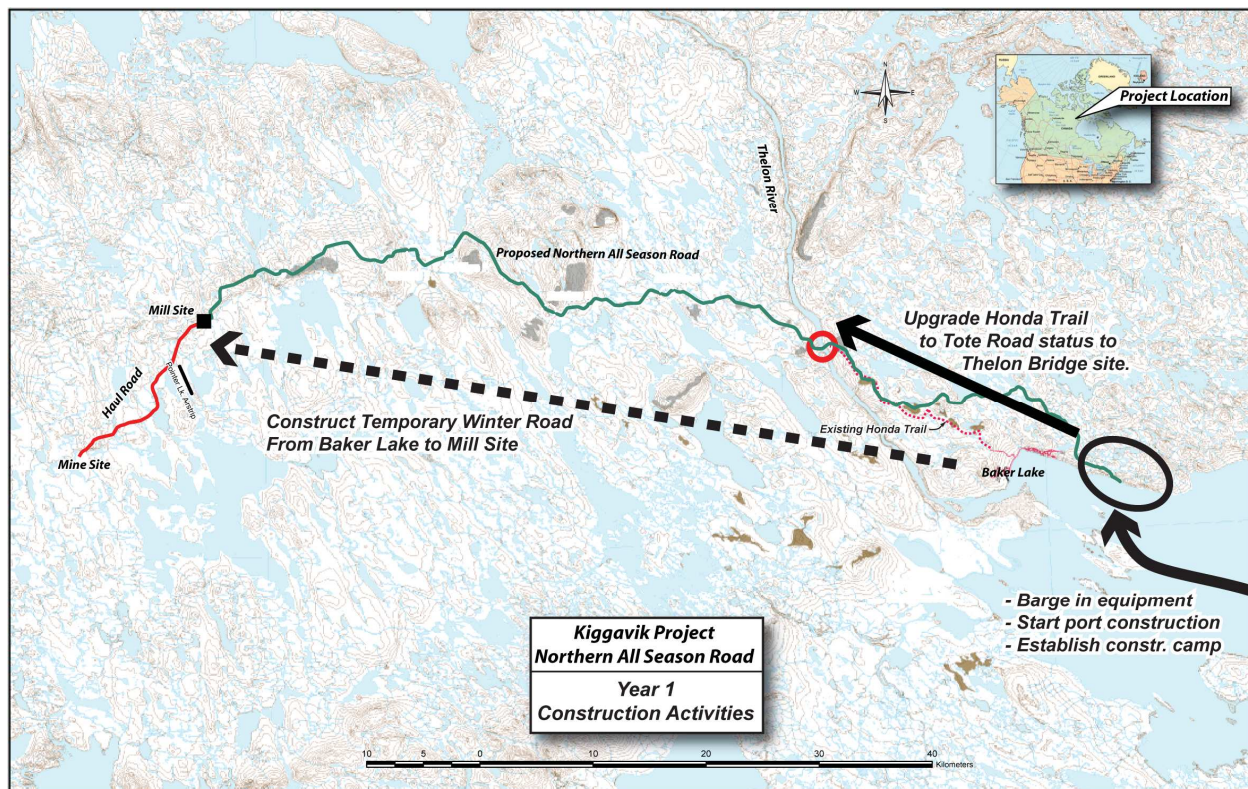 N
W E
S
Project Location
Thelon River
Proposed Northern All Season Road
Mill Site
Haul Road
Pointer Lk. Airstrip
Mine Site
Upgrade Honda Trail
to Tote Road status to
Thelon Bridge site.
Construct Temporary Winter Road
From Baker Lake to Mill Site
Existing Honda Trail
Baker Lake
- Barge in equipment
- Start port construction
- Establish constr. camp
Kiggavik Project
Northern All Season Road
Year 1
Construction Activities
10 5 0 10 20 30 40
Kilometers